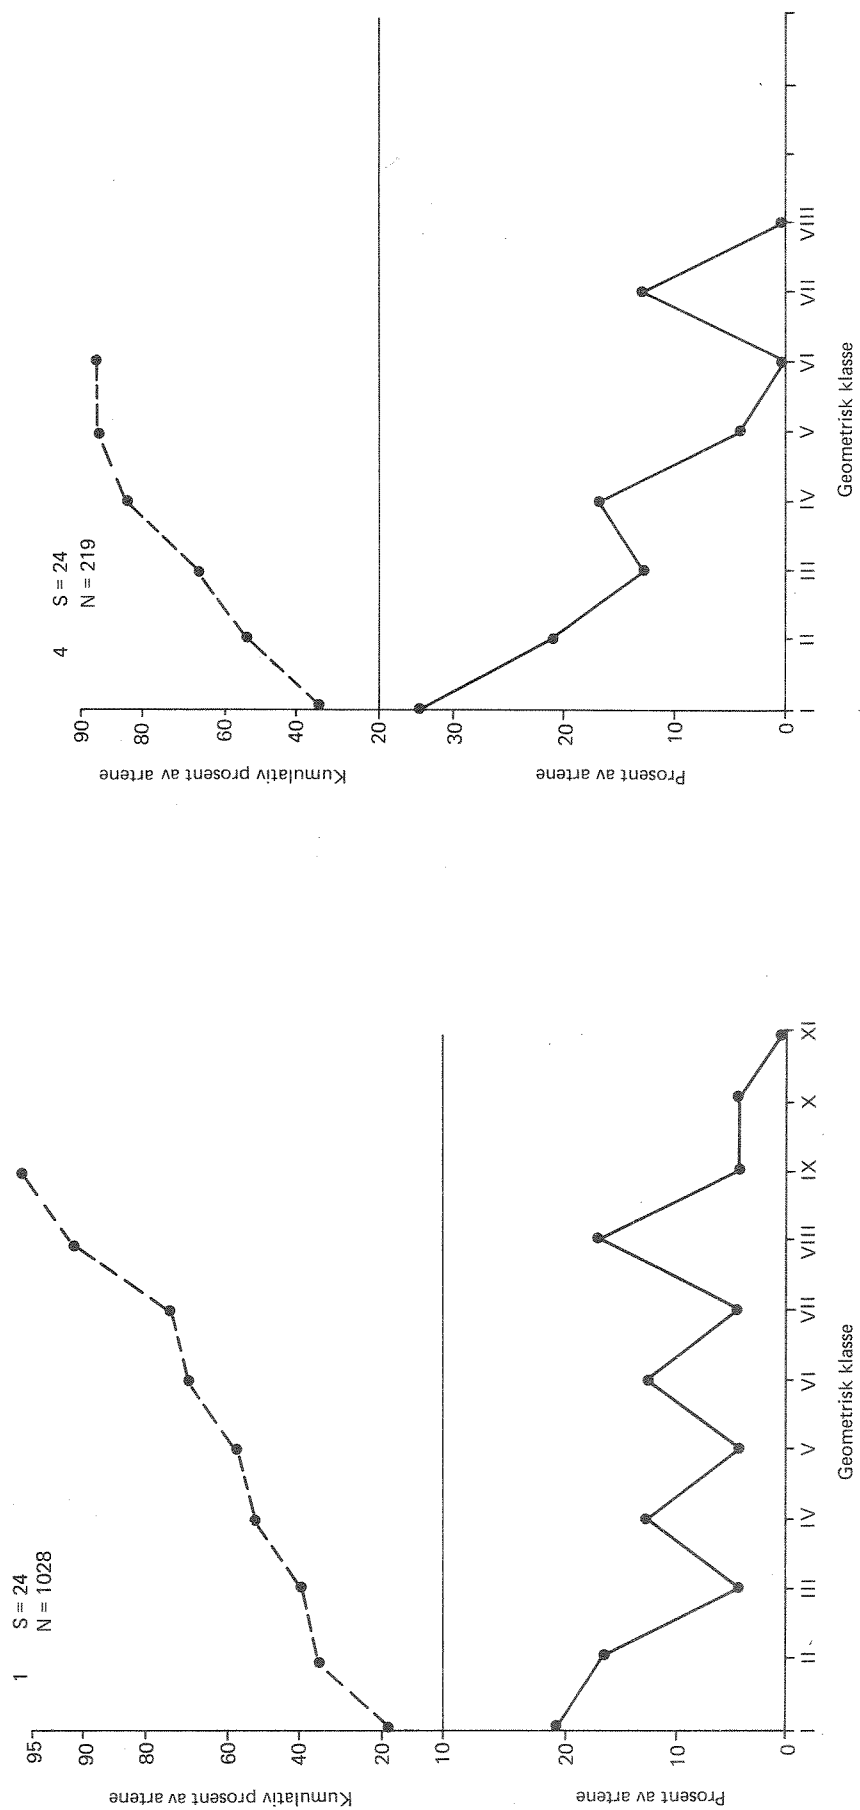 1
S = 24
N = 1028
Kumulativ prosent av artene
95
90
80
60
40
20
10
Prosent av artene
20
10
0
I II III IV V VI VII VIII IX X XI
Geometrisk klasse
4
S = 24
N = 219
Kumulativ prosent av artene
90
80
60
40
20
Prosent av artene
30
20
10
0
I II III IV V VI VII VIII
Geometrisk klasse